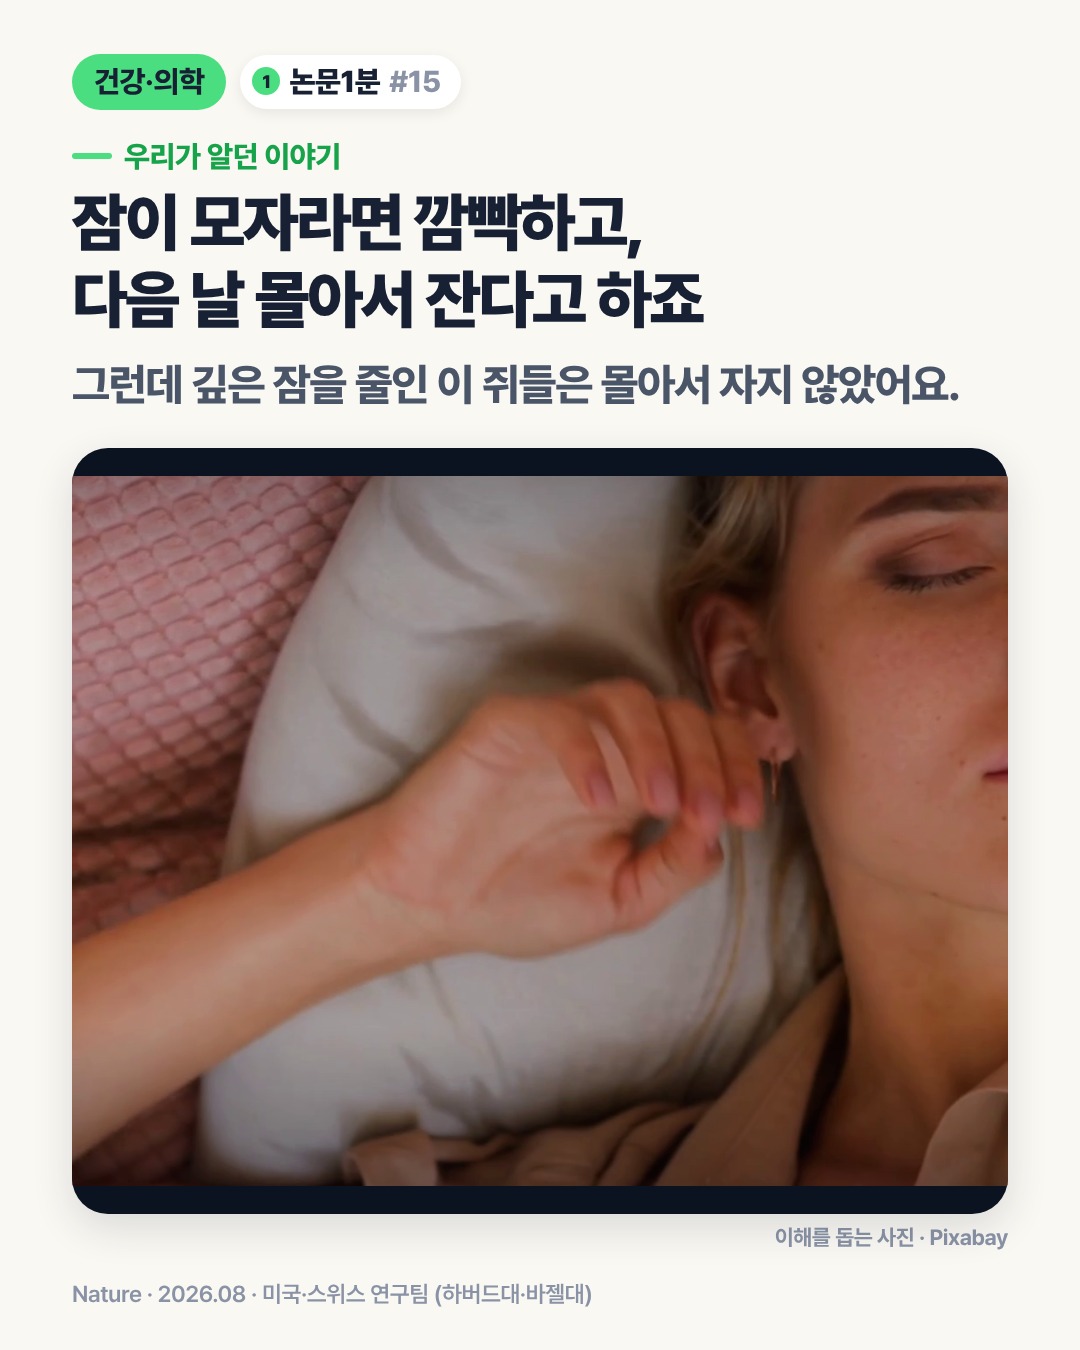 건강·의학
1 논문1분 #15
우리가 알던 이야기
잠이 모자라면 깜빡하고,
다음 날 몰아서 잔다고 하죠
그런데 깊은 잠을 줄인 이 쥐들은 몰아서 자지 않았어요.
이해를 돕는 사진 · Pixabay
Nature · 2026.08 · 미국·스위스 연구팀 (하버드대·바젤대)